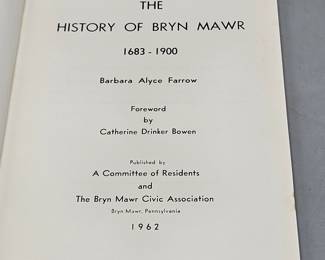 THE
HISTORY OF BRYN MAWR
1683 - 1900
Barbara Alyce Farrow
Foreword
by
Catherine Drinker Bowen
Published by
A Committee of Residents
and
The Bryn Mawr Civic Association
Bryn Mawr, Pennsylvania
1962